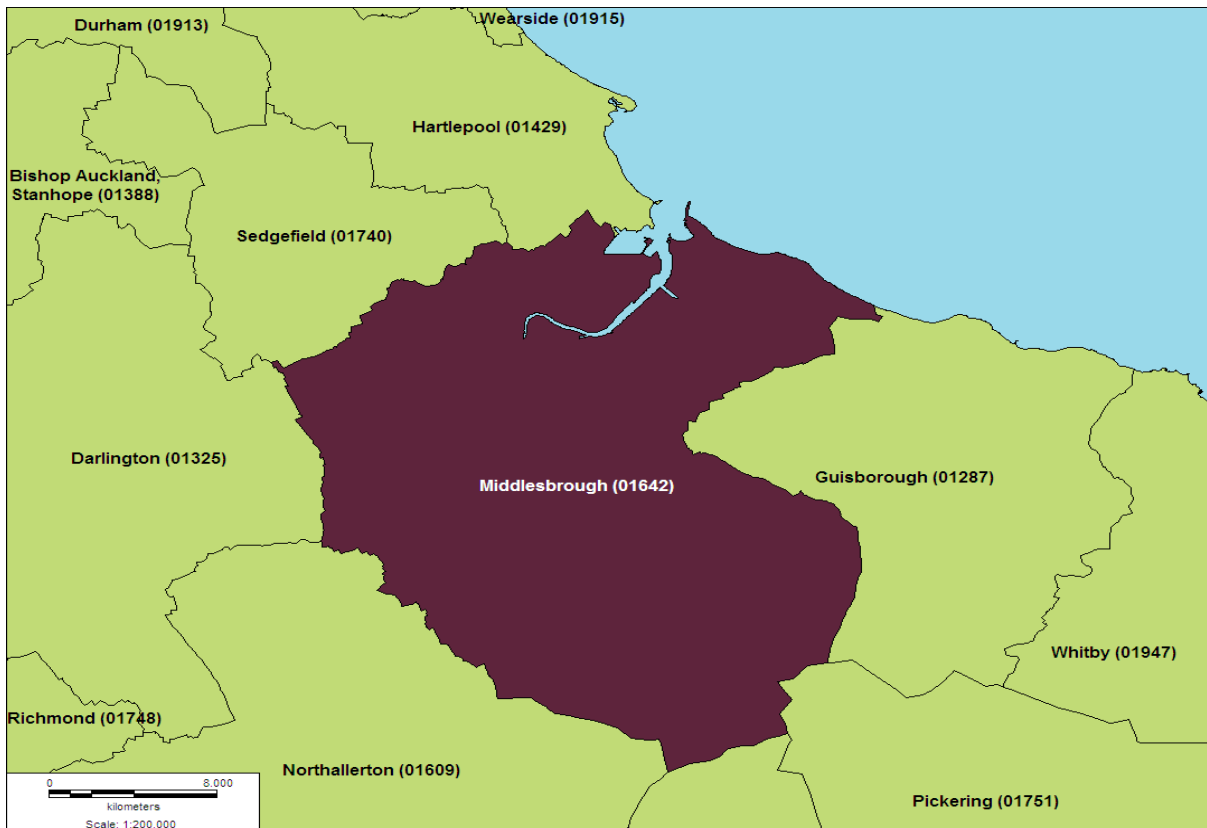 Wearside (01915)
Durham (01913)
Hartlepool (01429)
Bishop Auckland,
Stanhope (01388)
Sedgefield (01740)
Darlington (01325)
Middlesbrough (01642)
Guisborough (01287)
Whitby (01947)
Richmond (01748)
Northallerton (01609)
Pickering (01751)
0 8.000
kilometers
Scale: 1:200,000